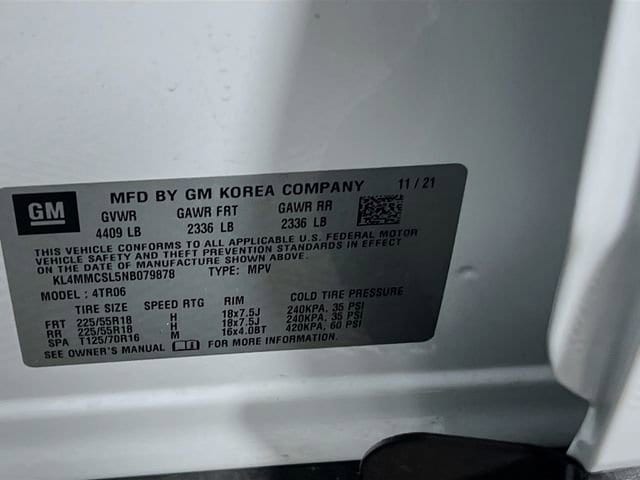 GM
MFD BY GM KOREA COMPANY 11/21
GVWR GAWR FRT GAWR RR
4409 LB 2336 LB 2336 LB
THIS VEHICLE CONFORMS TO ALL APPLICABLE U.S. FEDERAL MOTOR
VEHICLE SAFETY AND THEFT PREVENTION STANDARDS IN EFFECT
ON THE DATE OF MANUFACTURE SHOWN ABOVE.
KL4MMCSL5NB079878 TYPE: MPV
MODEL: 4TR06
TIRE SIZE SPEED RTG RIM COLD TIRE PRESSURE
FRT 225/55R18 H 18x7.5J 240KPA, 35 PSI
RR 225/55R18 H 18x7.5J 240KPA, 35 PSI
SPA T125/70R16 M 16x4.0BT 420KPA, 60 PSI
SEE OWNER'S MANUAL FOR MORE INFORMATION.